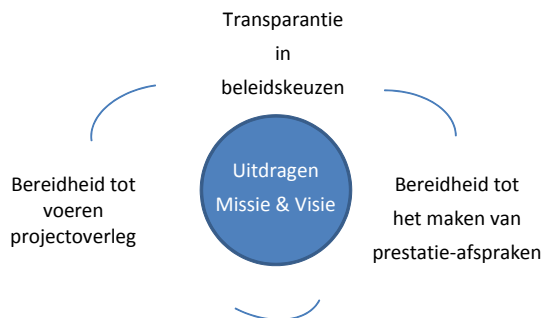 Transparantie
in
beleidskeuzen
Uitdragen
Missie & Visie
Bereidheid tot
voeren
projectoverleg
Bereidheid tot
het maken van
prestatie-afspraken